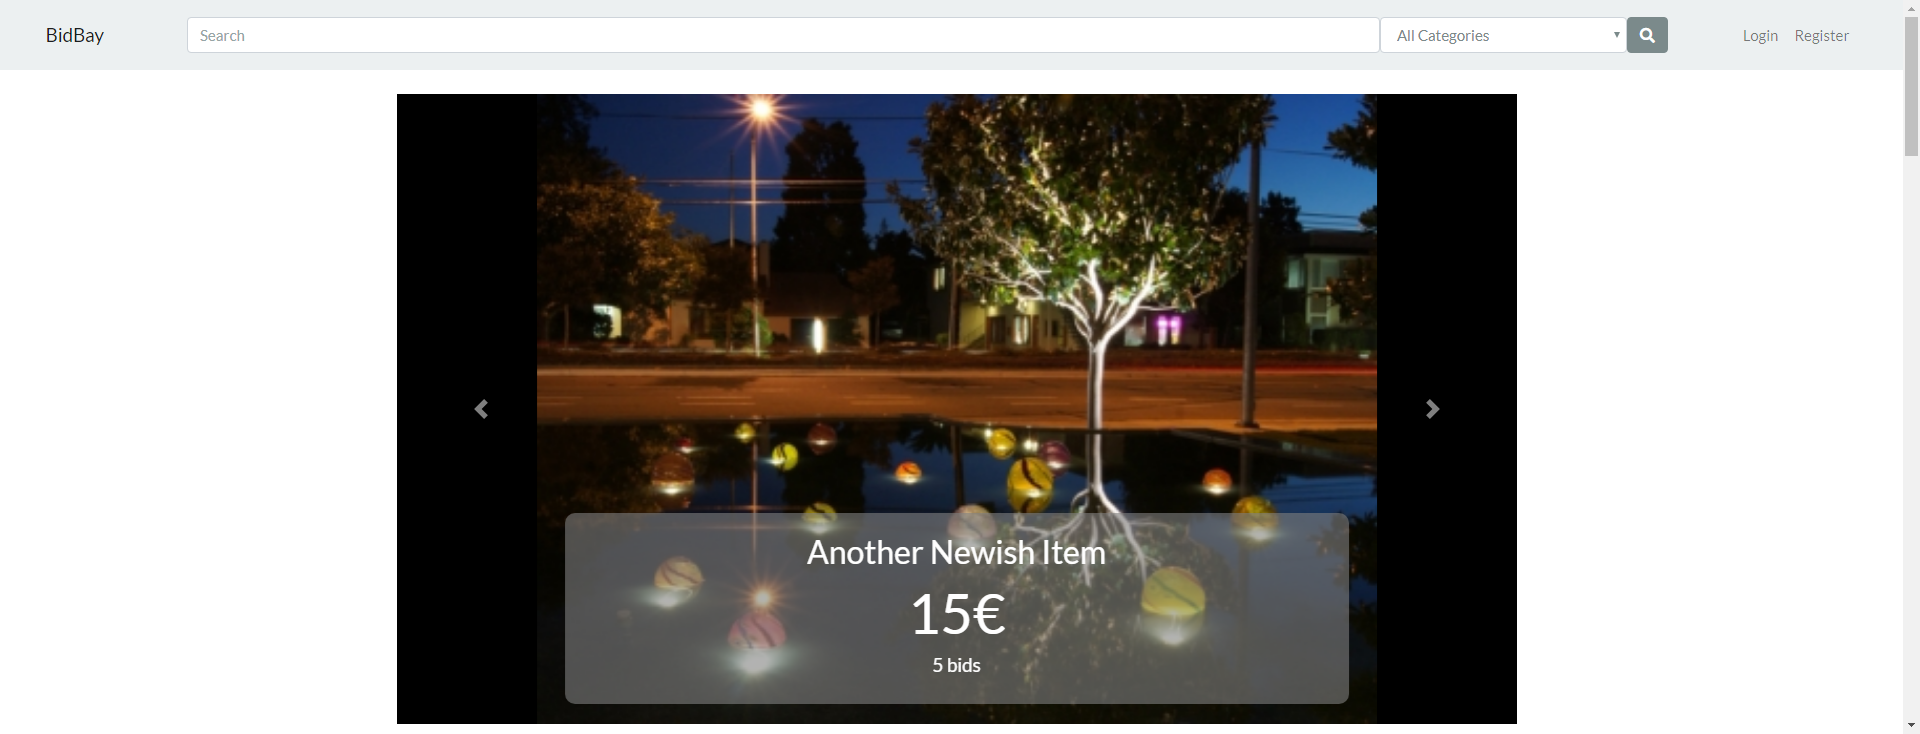 BidBay
Search
All Categories
Login
Register
Another Newish Item
15€
5 bids